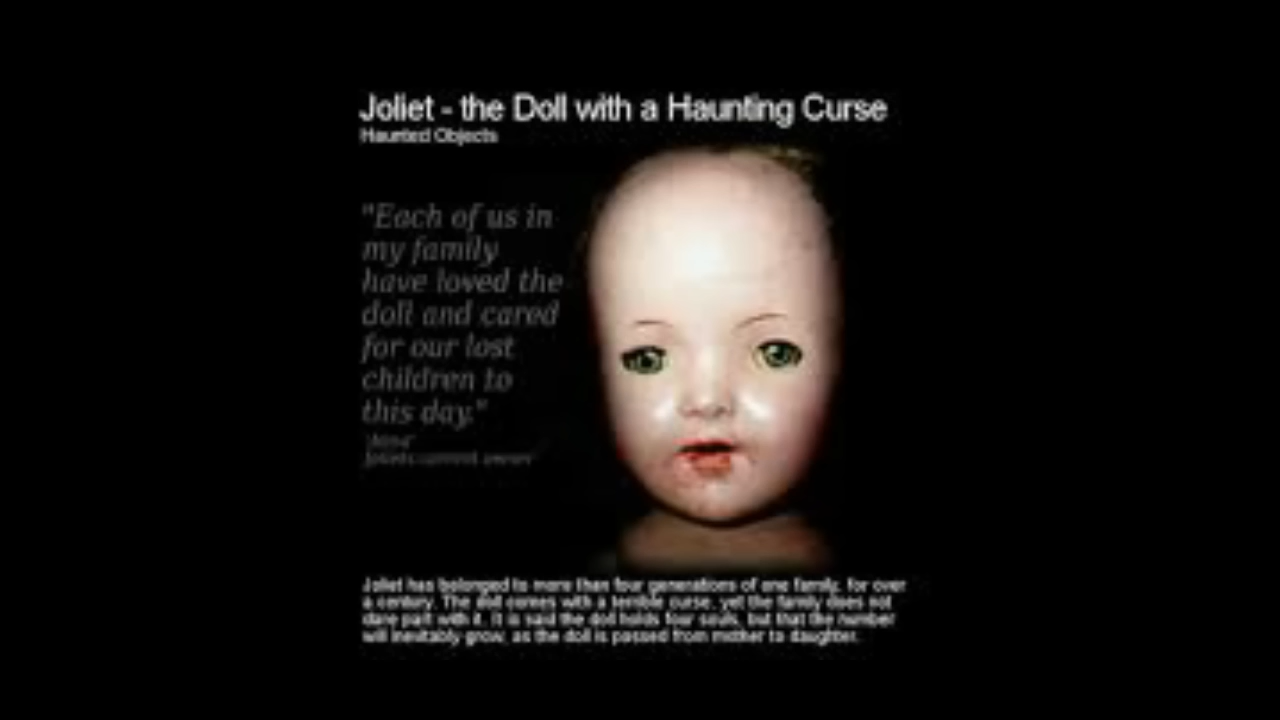 Joliet - the Doll with a Haunting Curse
Haunted Objects
"Each of us in
my family
have loved the
doll and cared
for our lost
children to
this day."
Joliets current owner
Joliet has belonged to more than four generations of one family, for over
a century. The doll comes with a terrible curse, yet the family does not
dare part with it. It is said the doll holds four souls, but that the number
will inevitably grow, as the doll is passed from mother to daughter.